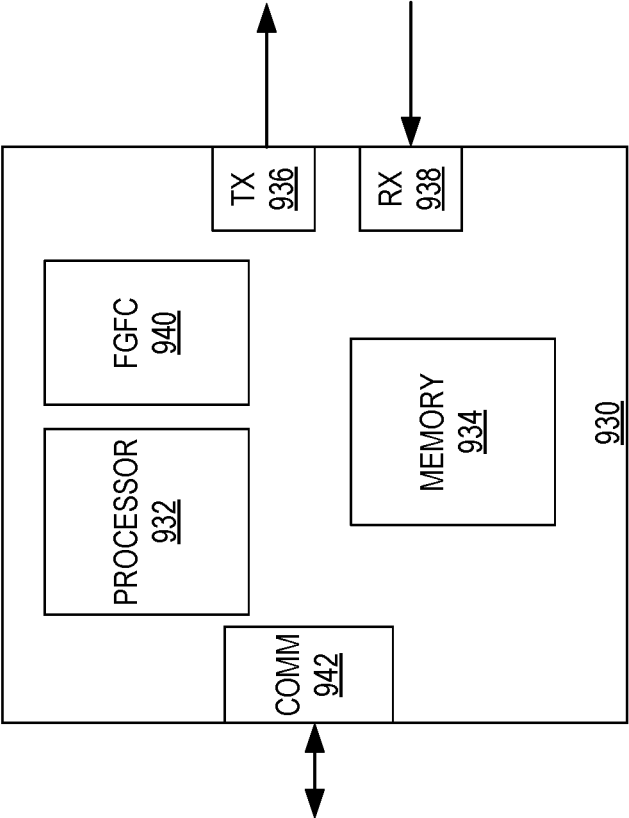 PROCESSOR
932
FGFC
940
TX
936
COMM
942
MEMORY
934
RX
938
930